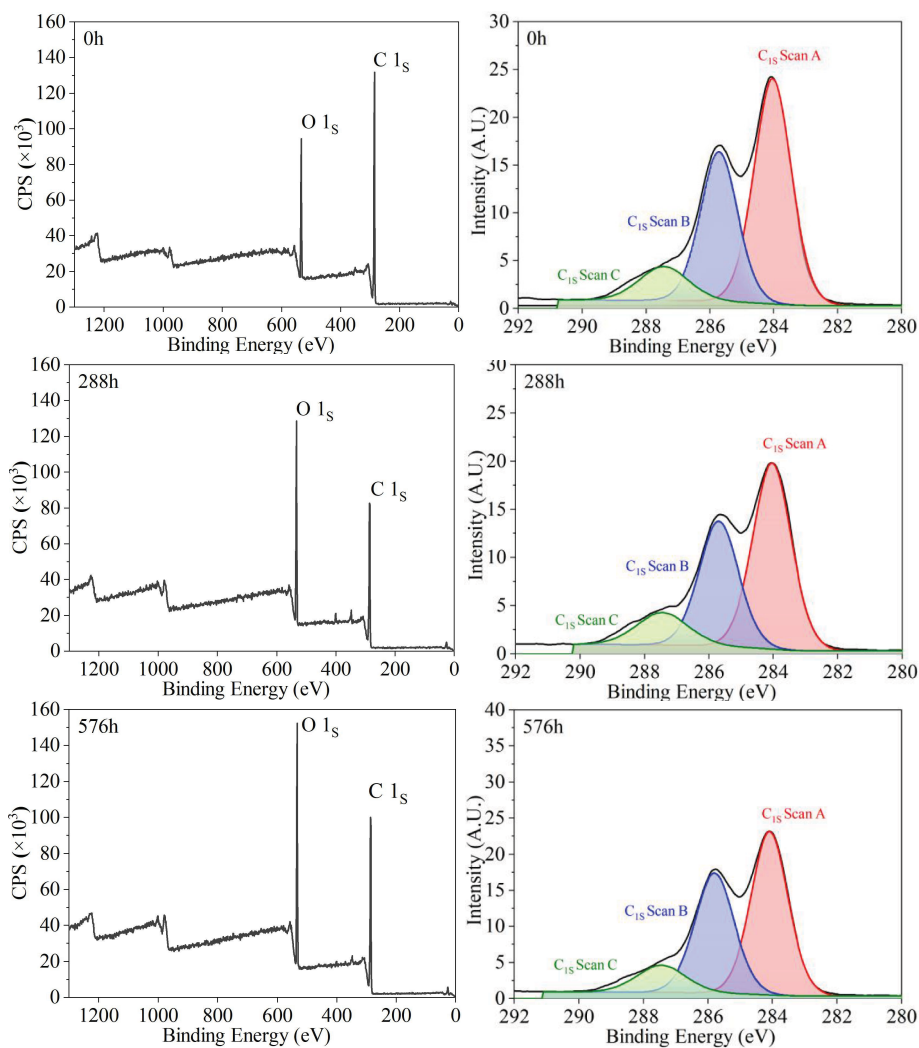 0h
O 1S
C 1S
160
140
120
100
80
60
40
20
0
CPS (×10³)
1200 1000 800 600 400 200 0
Binding Energy (eV)
C1S Scan A
C1S Scan B
C1S Scan C
30
25
20
15
10
5
0
Intensity (A.U.)
292 290 288 286 284 282 280
Binding Energy (eV)
288h
O 1S
C 1S
160
140
120
100
80
60
40
20
0
CPS (×10³)
1200 1000 800 600 400 200 0
Binding Energy (eV)
288h
C1S Scan A
C1S Scan B
C1S Scan C
30
25
20
15
10
5
0
Intensity (A.U.)
292 290 288 286 284 282 280
Binding Energy (eV)
576h
O 1S
C 1S
160
140
120
100
80
60
40
20
0
CPS (×10³)
1200 1000 800 600 400 200 0
Binding Energy (eV)
576h
C1S Scan A
C1S Scan B
C1S Scan C
40
35
30
25
20
15
10
5
0
Intensity (A.U.)
292 290 288 286 284 282 280
Binding Energy (eV)